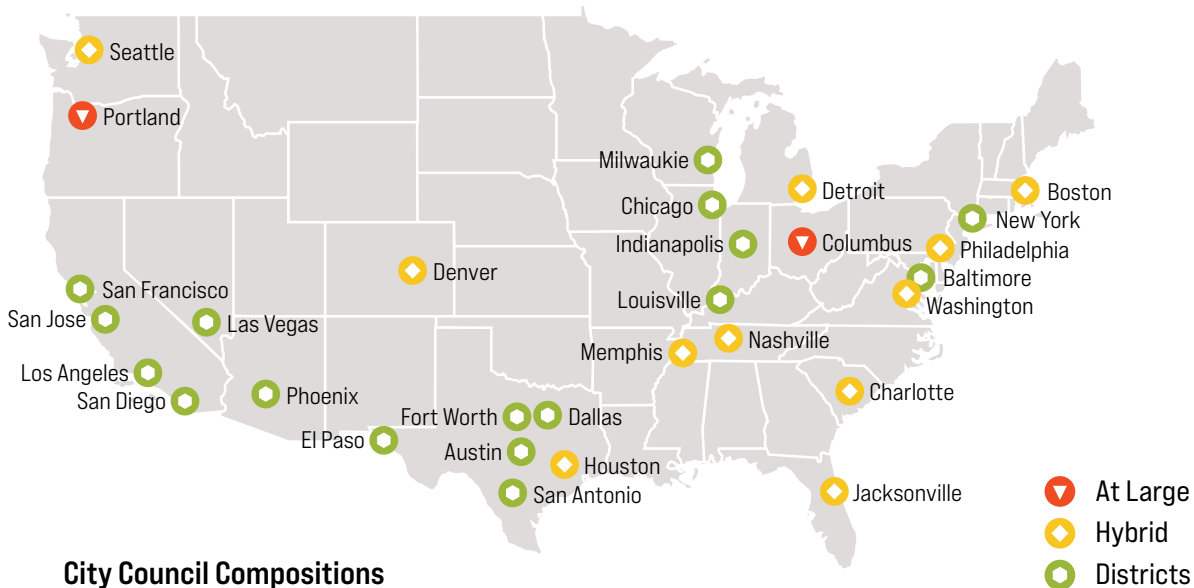 Seattle
Portland
Milwaukie
Detroit
Boston
Chicago
New York
Indianapolis
Columbus
Philadelphia
Denver
Baltimore
San Francisco
Louisville
Washington
San Jose
Las Vegas
Nashville
Memphis
Los Angeles
Phoenix
Charlotte
San Diego
Fort Worth
Dallas
El Paso
Austin
Houston
San Antonio
Jacksonville
At Large
Hybrid
Districts
City Council Compositions